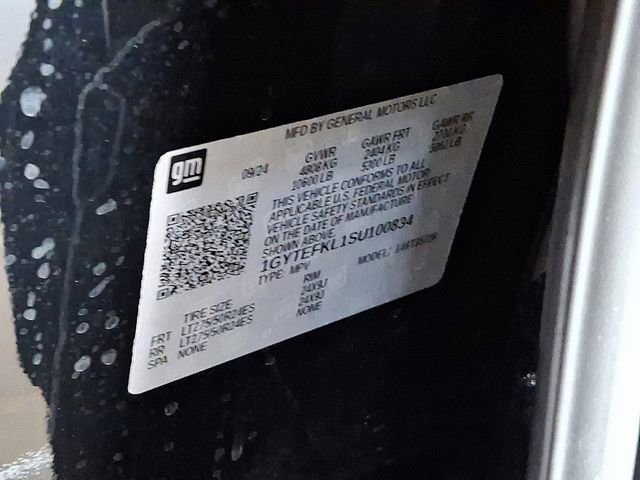 MFD BY GENERAL MOTORS LLC
gm
09/24
GVWR GAWR FRT GAWR RR
4808 KG 2404 KG KG
10600 LB 5300 LB LB
THIS VEHICLE CONFORMS TO ALL
APPLICABLE U.S. FEDERAL MOTOR
VEHICLE SAFETY STANDARDS IN EFFECT
ON THE DATE OF MANUFACTURE
SHOWN ABOVE.
1GYTEFKL1SU100834
TYPE: MPV MODEL:
TIRE SIZE RIM
FRT LT275/50R24ES 24X9J
RR LT275/50R24ES 24X9J
SPA NONE NONE